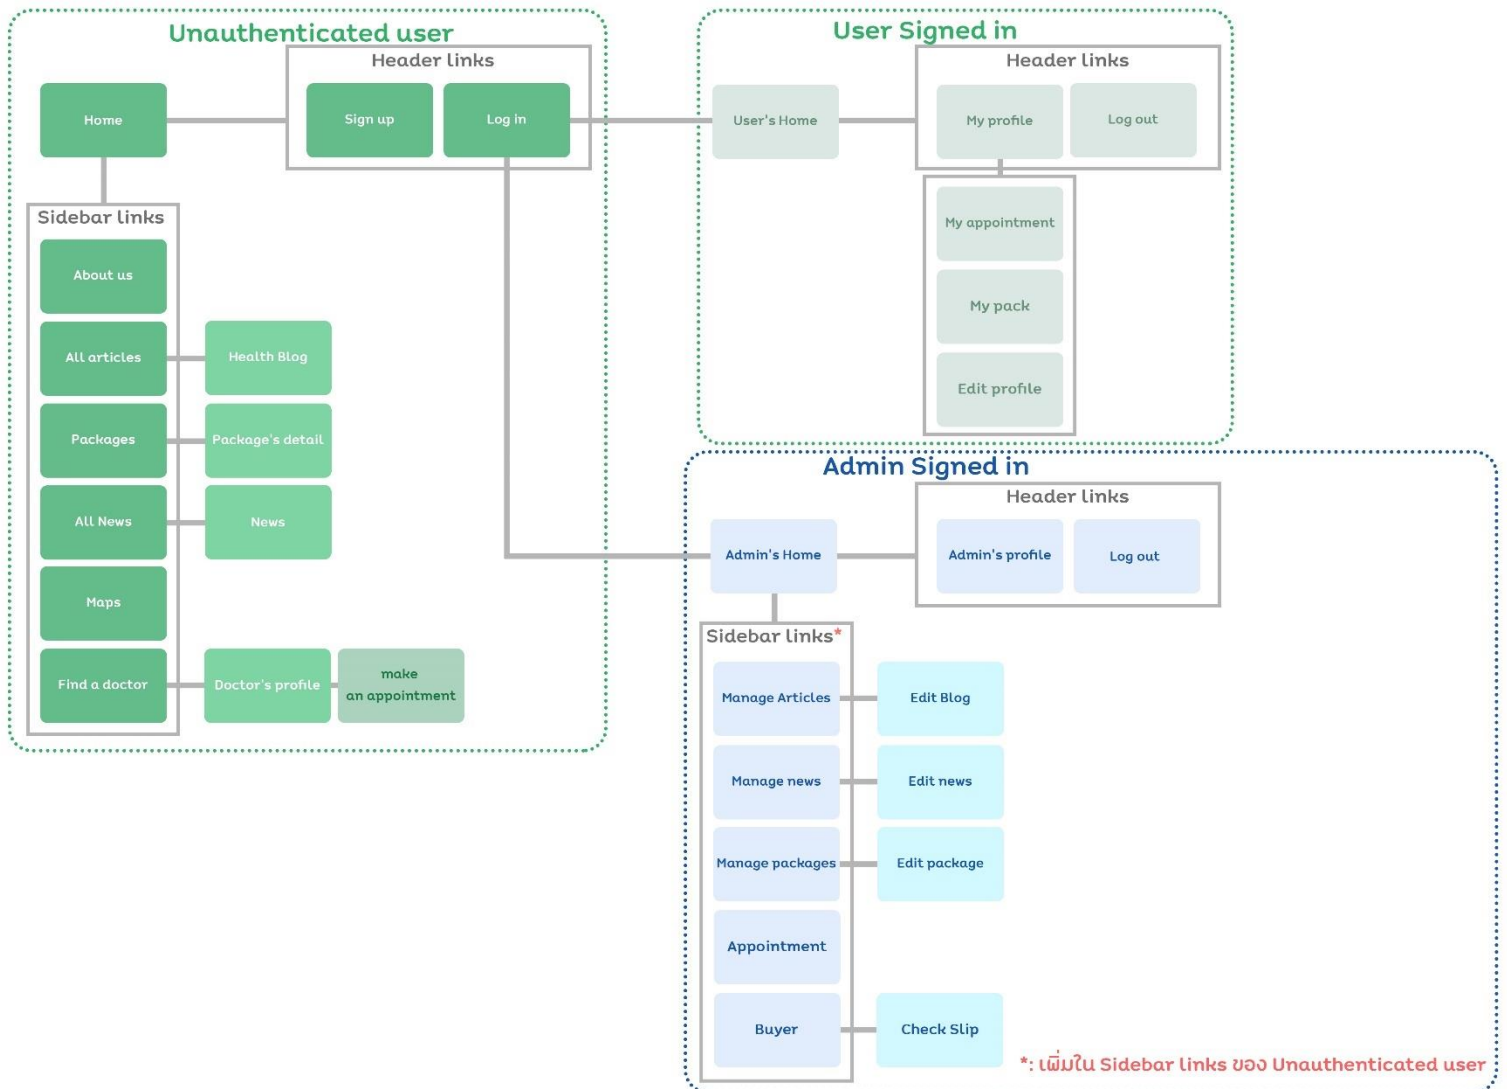 Unauthenticated user
Header links
Home
Sign up
Log in
Sidebar links
About us
All articles
Health Blog
Packages
Package's detail
All News
News
Maps
Find a doctor
Doctor's profile
make
an appointment
User Signed in
Header links
User's Home
My profile
Log out
My appointment
My pack
Edit profile
Admin Signed in
Header links
Admin's Home
Admin's profile
Log out
Sidebar links*
Manage Articles
Edit Blog
Manage news
Edit news
Manage packages
Edit package
Appointment
Buyer
Check Slip
*: เพิ่มใน Sidebar links ของ Unauthenticated user